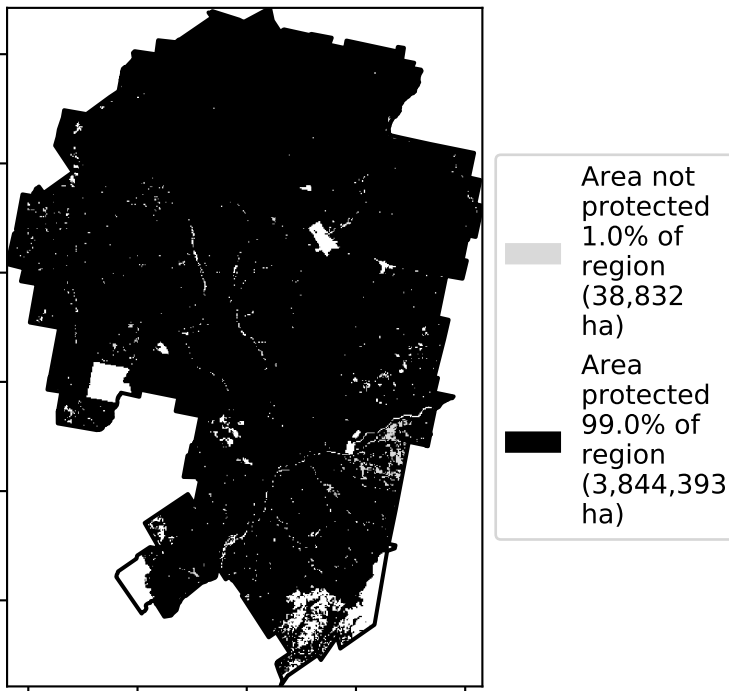 Area not
protected
1.0% of
region
(38,832
ha)
Area
protected
99.0% of
region
(3,844,393
ha)